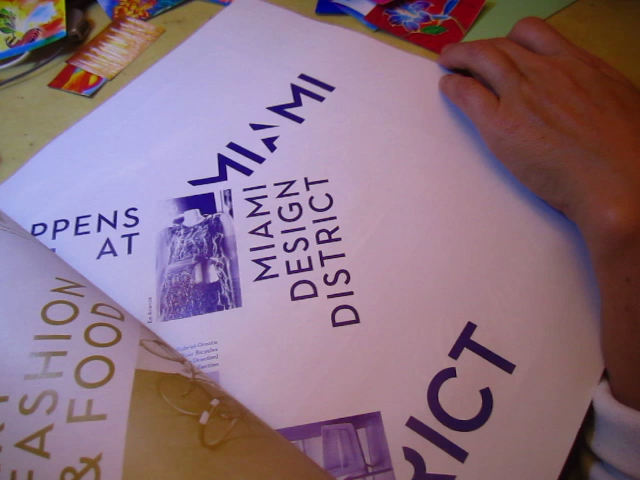 MIAMI
PPENS
AT
MIAMI
DESIGN
DISTRICT
RICT
FASHION
& FOOD